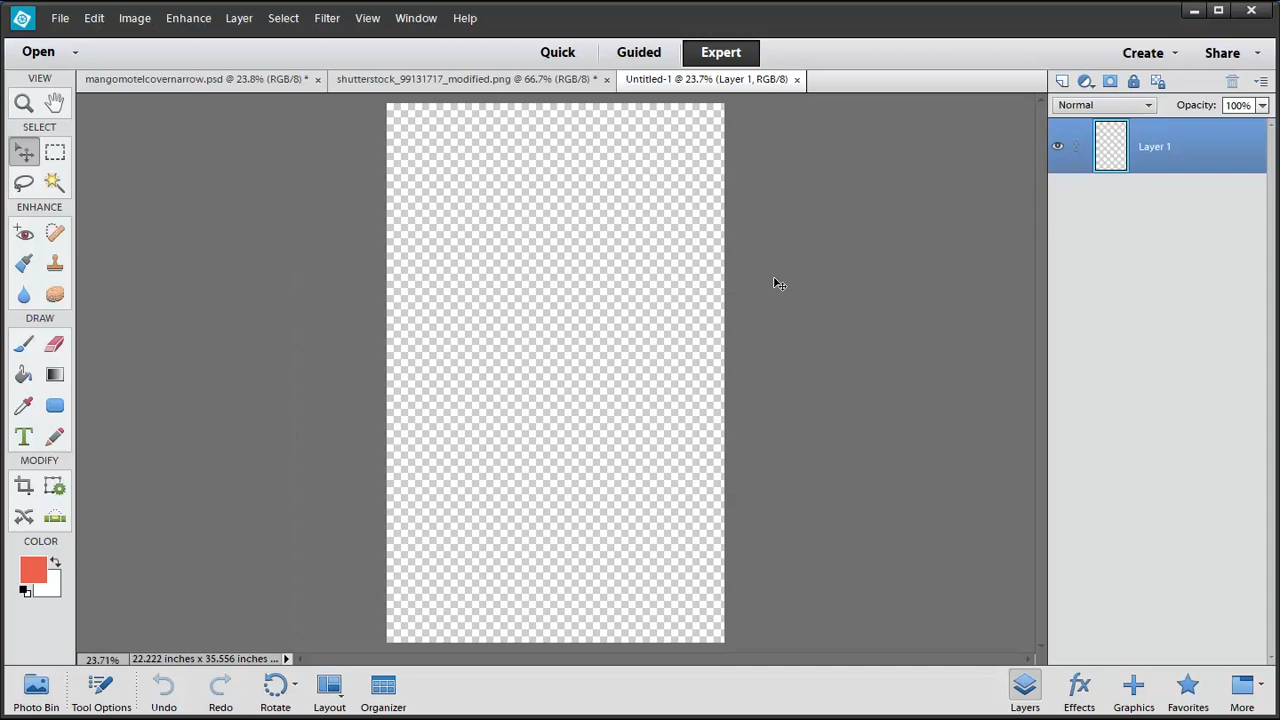 File Edit Image Enhance Layer Select Filter View Window Help
Open Quick Guided Expert Create Share
VIEW
mangomotelcovernarrow.psd @ 23.8% (RGB/8) * × shutterstock_99131717_modified.png @ 66.7% (RGB/8) * × Untitled-1 @ 23.7% (Layer 1, RGB/8) ×
Normal Opacity: 100%
SELECT
Layer 1
ENHANCE
DRAW
T
MODIFY
COLOR
23.71% 22.222 inches x 35.556 inches ...
Photo Bin Tool Options Undo Redo Rotate Layout Organizer Layers Effects Graphics Favorites More